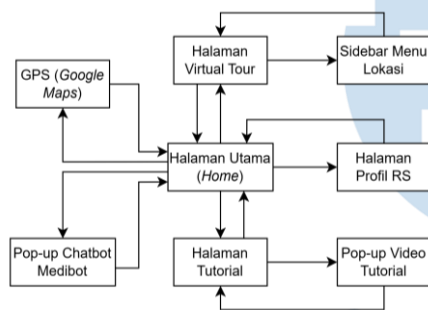 Halaman
Virtual Tour
Sidebar Menu
Lokasi
GPS (Google
Maps)
Halaman Utama
(Home)
Halaman
Profil RS
Pop-up Chatbot
Medibot
Halaman
Tutorial
Pop-up Video
Tutorial